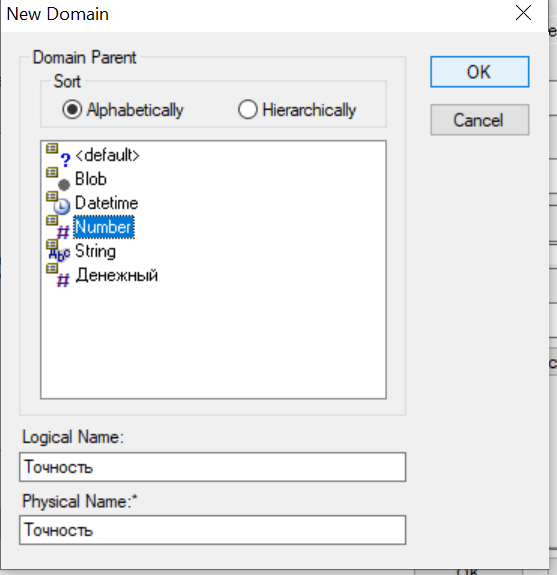 New Domain
Domain Parent
Sort
Alphabetically
Hierarchically
OK
Cancel
? <default>
Blob
Datetime
# Number
ABC String
# Денежный
Logical Name:
Точность
Physical Name:*
Точность